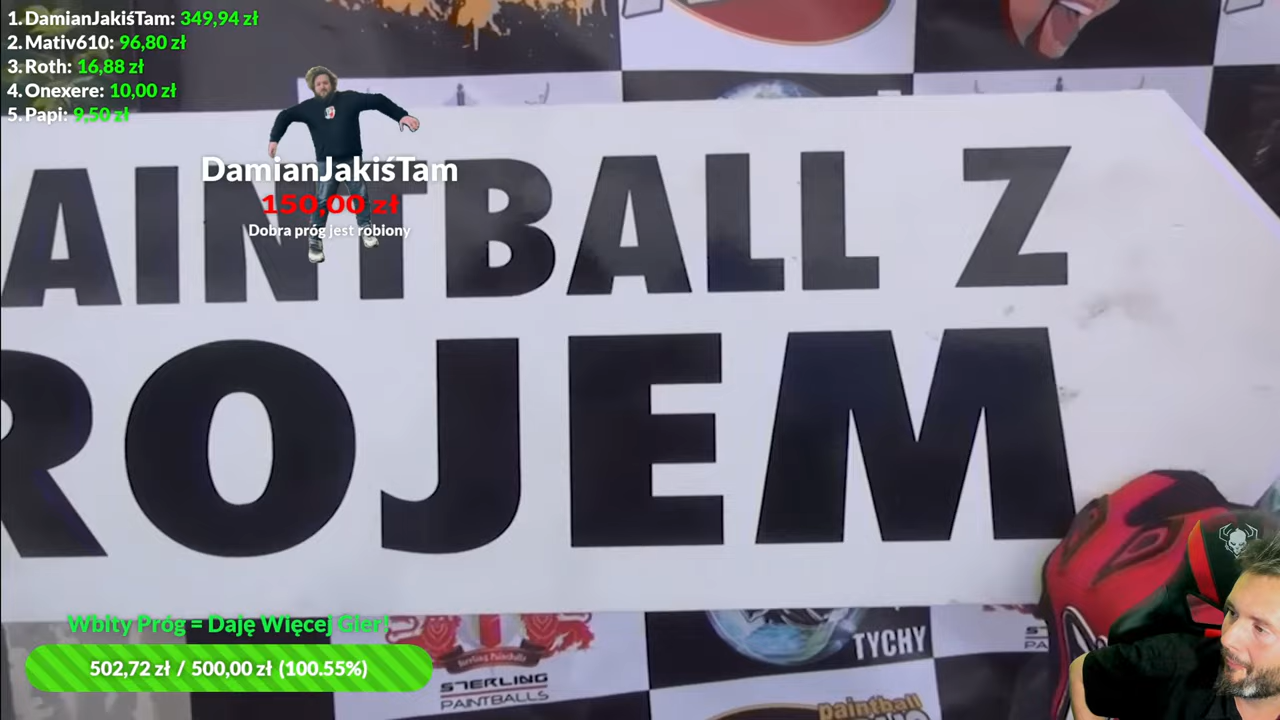 1. DamianJakiśTam: 349,94 zł
2. Mativ610: 96,80 zł
3. Roth: 16,88 zł
4. Onexere: 10,00 zł
5. Papi: 9,50 zł
DamianJakiśTam
150,00 zł
Dobra próg jest robiony
AINTBALL Z
ROJEM
Wbity Próg = Daję Więcej Gier!
502,72 zł / 500,00 zł (100.55%)
Sterling Paintballs
STERLING
PAINTBALLS
TYCHY
paintball